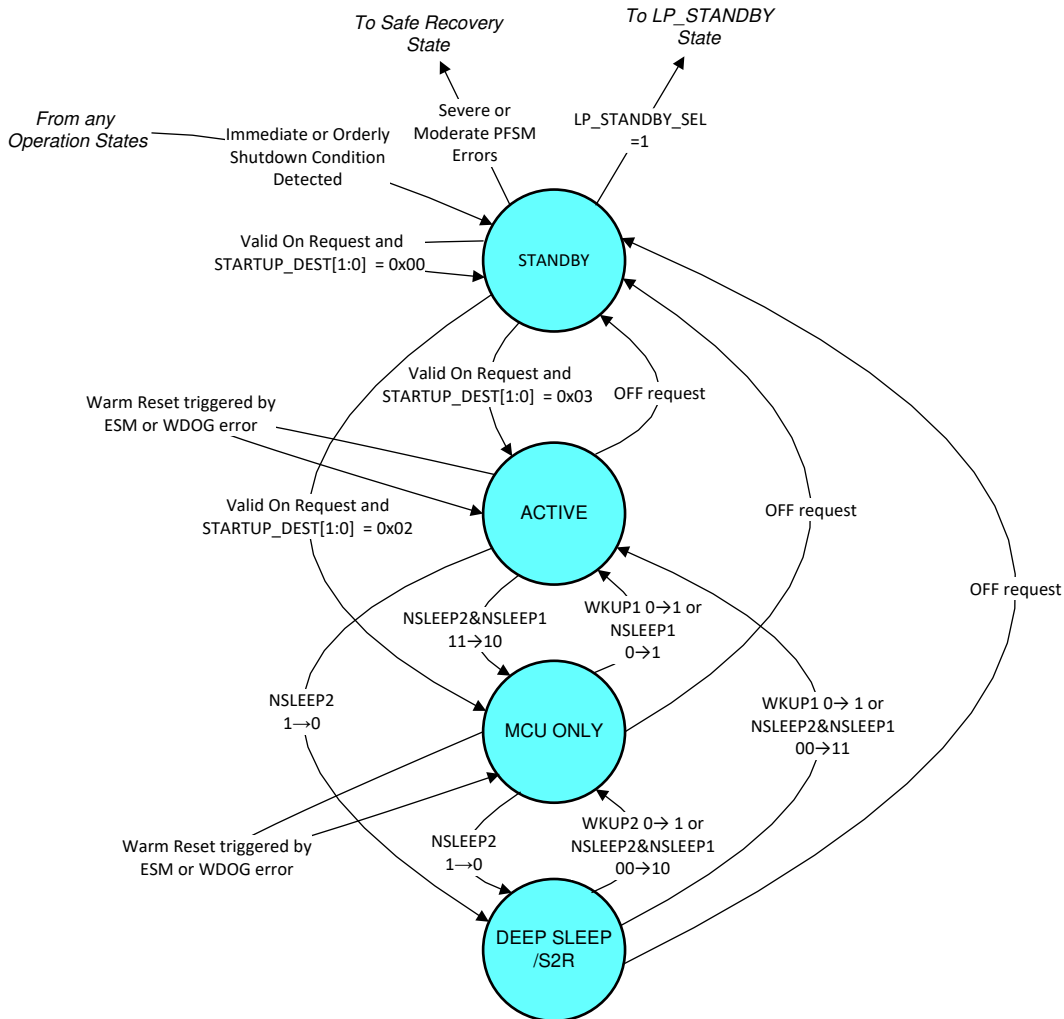 To Safe Recovery
State
To LP_STANDBY
State
From any
Operation States
Immediate or Orderly
Shutdown Condition
Detected
Severe or
Moderate PFSM
Errors
LP_STANDBY_SEL
=1
Valid On Request and
STARTUP_DEST[1:0] = 0x00
STANDBY
Valid On Request and
STARTUP_DEST[1:0] = 0x03
OFF request
Warm Reset triggered by
ESM or WDOG error
Valid On Request and
STARTUP_DEST[1:0] = 0x02
ACTIVE
OFF request
OFF request
NSLEEP2&NSLEEP1
11→10
WKUP1 0→1 or
NSLEEP1
0→1
NSLEEP2
1→0
MCU ONLY
WKUP1 0→ 1 or
NSLEEP2&NSLEEP1
00→11
Warm Reset triggered by
ESM or WDOG error
NSLEEP2
1→0
WKUP2 0→ 1 or
NSLEEP2&NSLEEP1
00→10
DEEP SLEEP
/S2R